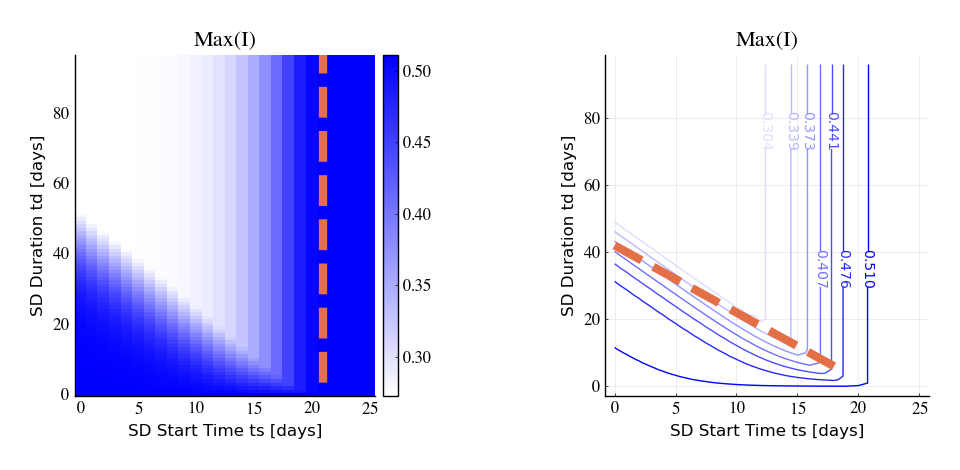 Max(I)
SD Duration td [days]
80
60
40
20
0
0 5 10 15 20 25
SD Start Time ts [days]
0.50
0.45
0.40
0.35
0.30
Max(I)
SD Duration td [days]
80
60
40
20
0
0 5 10 15 20 25
SD Start Time ts [days]
0.304
0.339
0.373
0.441
0.407
0.476
0.510